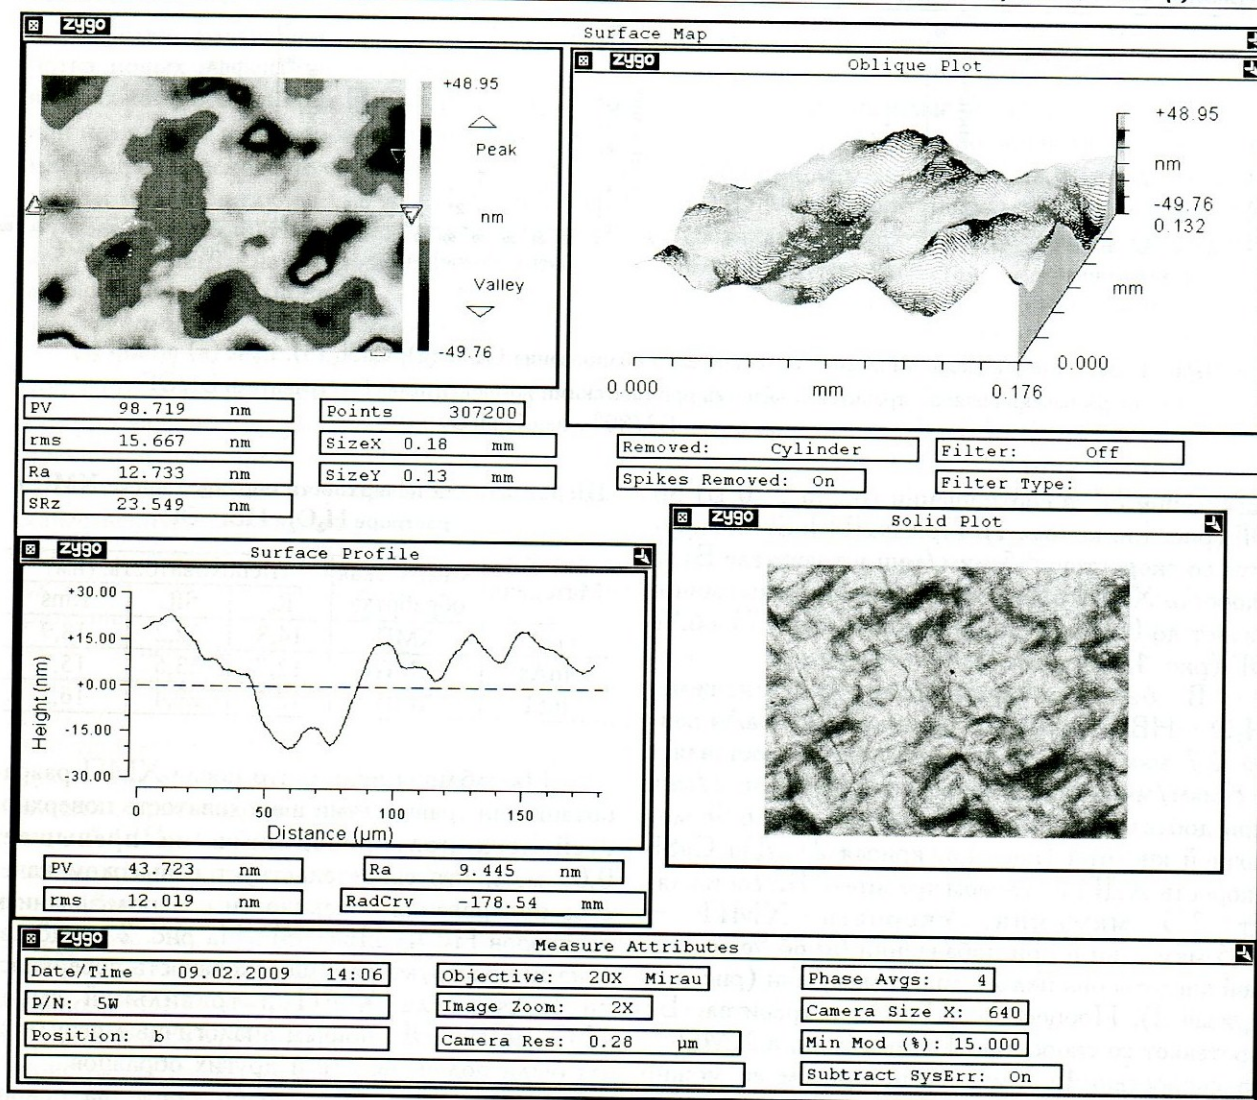 zygo
Surface Map
+48.95
Peak
nm
Valley
-49.76
zygo
Oblique Plot
+48.95
nm
-49.76
0.132
mm
0.000
0.000
mm
0.176
PV 98.719 nm
rms 15.667 nm
Ra 12.733 nm
SRz 23.549 nm
Points 307200
SizeX 0.18 mm
SizeY 0.13 mm
Removed: Cylinder
Spikes Removed: On
Filter: Off
Filter Type:
zygo
Surface Profile
+30.00
+15.00
+0.00
-15.00
-30.00
Height (nm)
0
50
100
150
Distance (µm)
PV 43.723 nm
rms 12.019 nm
Ra 9.445 nm
RadCrv -178.54 mm
zygo
Solid Plot
zygo
Measure Attributes
Date/Time 09.02.2009 14:06
P/N: 5W
Position: b
Objective: 20X Mirau
Image Zoom: 2X
Camera Res: 0.28 µm
Phase Avgs: 4
Camera Size X: 640
Min Mod (%): 15.000
Subtract SysErr: On